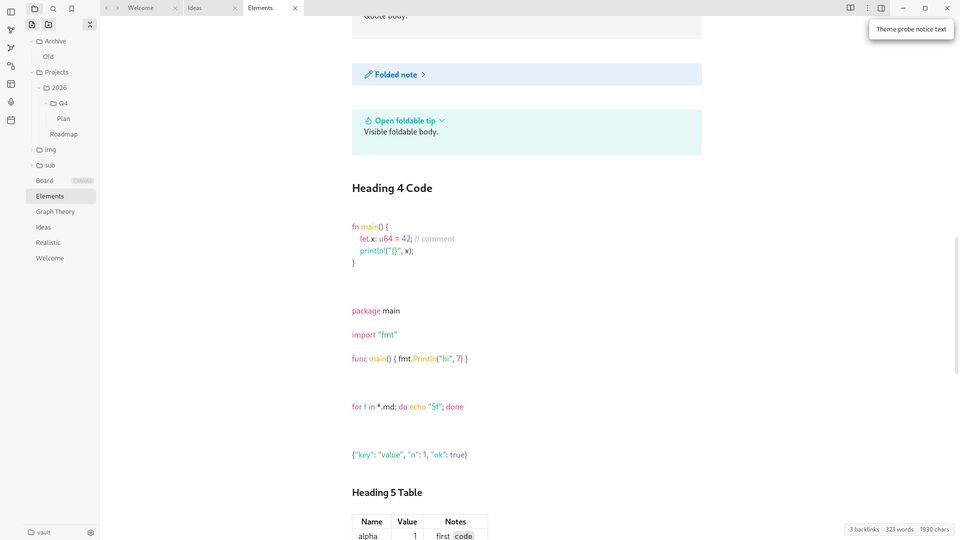 Welcome
Ideas
Elements
Theme probe notice text
Archive
Old
Projects
2026
Q4
Plan
Roadmap
img
sub
Board
CANVAS
Elements
Graph Theory
Ideas
Realistic
Welcome
vault
Quote body.
Folded note
Open foldable tip
Visible foldable body.
Heading 4 Code
fn main() {
    let x: u64 = 42; // comment
    println!("{}", x);
}
package main
import "fmt"
func main() { fmt.Println("hi", 7) }
for f in *.md; do echo "$f"; done
{"key": "value", "n": 1, "ok": true}
Heading 5 Table
Name Value Notes
alpha 1 first code
3 backlinks 323 words 1930 chars